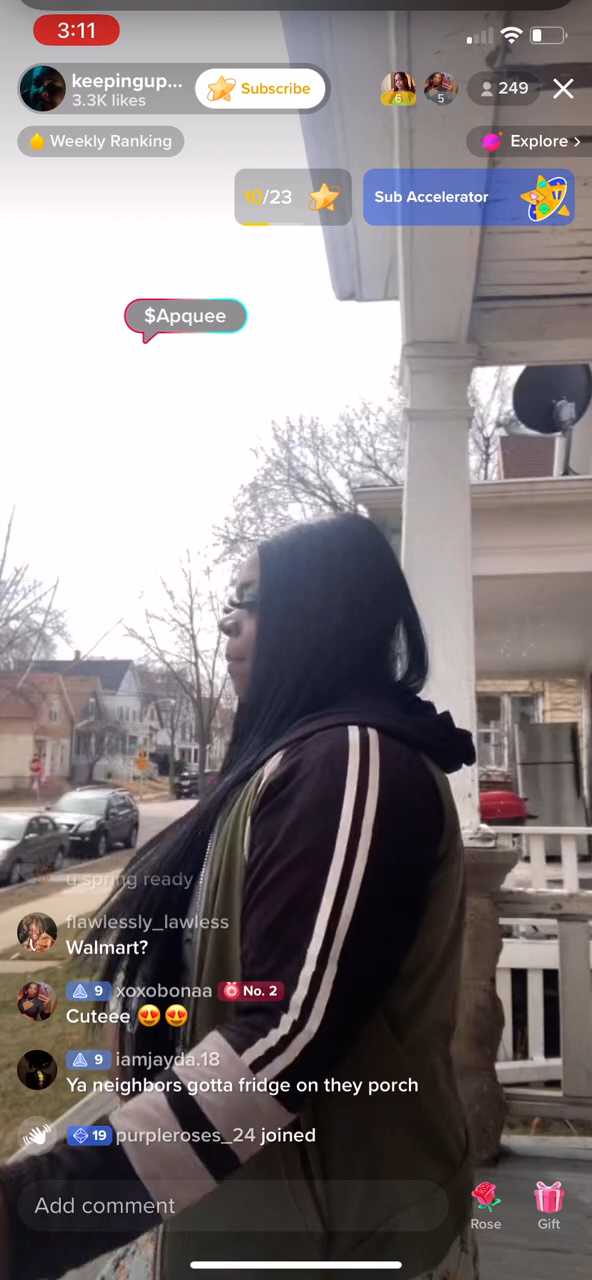 3:11
keepingup...
3.3K likes
Subscribe
6
5
249
Weekly Ranking
Explore >
10/23
Sub Accelerator
$Apquee
u spring ready
flawlessly_lawless
Walmart?
9 xoxobonaa No. 2
Cuteee 😍😍
9 iamjayda.18
Ya neighbors gotta fridge on they porch
19 purpleroses_24 joined
Add comment
Rose
Gift